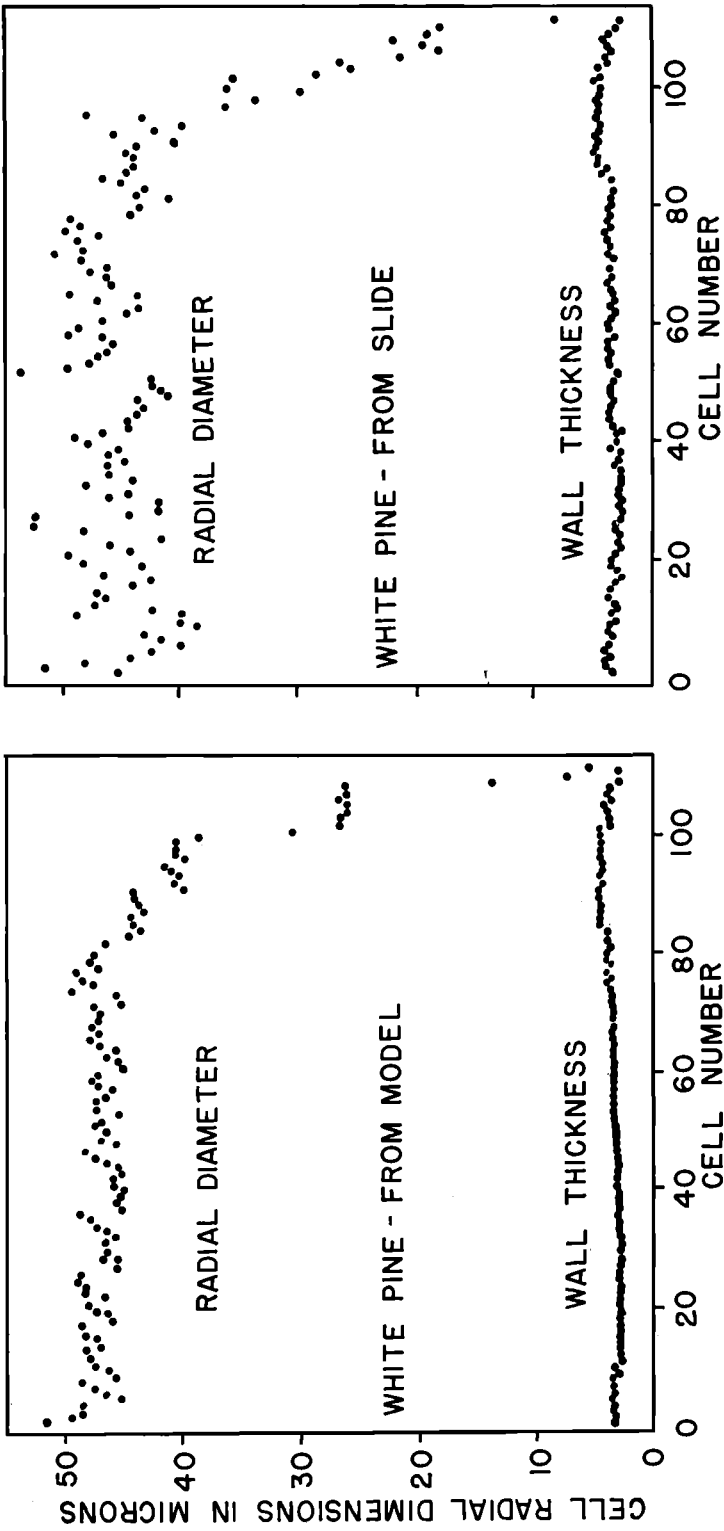 CELL RADIAL DIMENSIONS IN MICRONS
50
40
30
20
10
0
RADIAL DIAMETER
WHITE PINE - FROM MODEL
WALL THICKNESS
0
20
40
60
80
100
CELL NUMBER
RADIAL DIAMETER
WHITE PINE - FROM SLIDE
WALL THICKNESS
0
20
40
60
80
100
CELL NUMBER